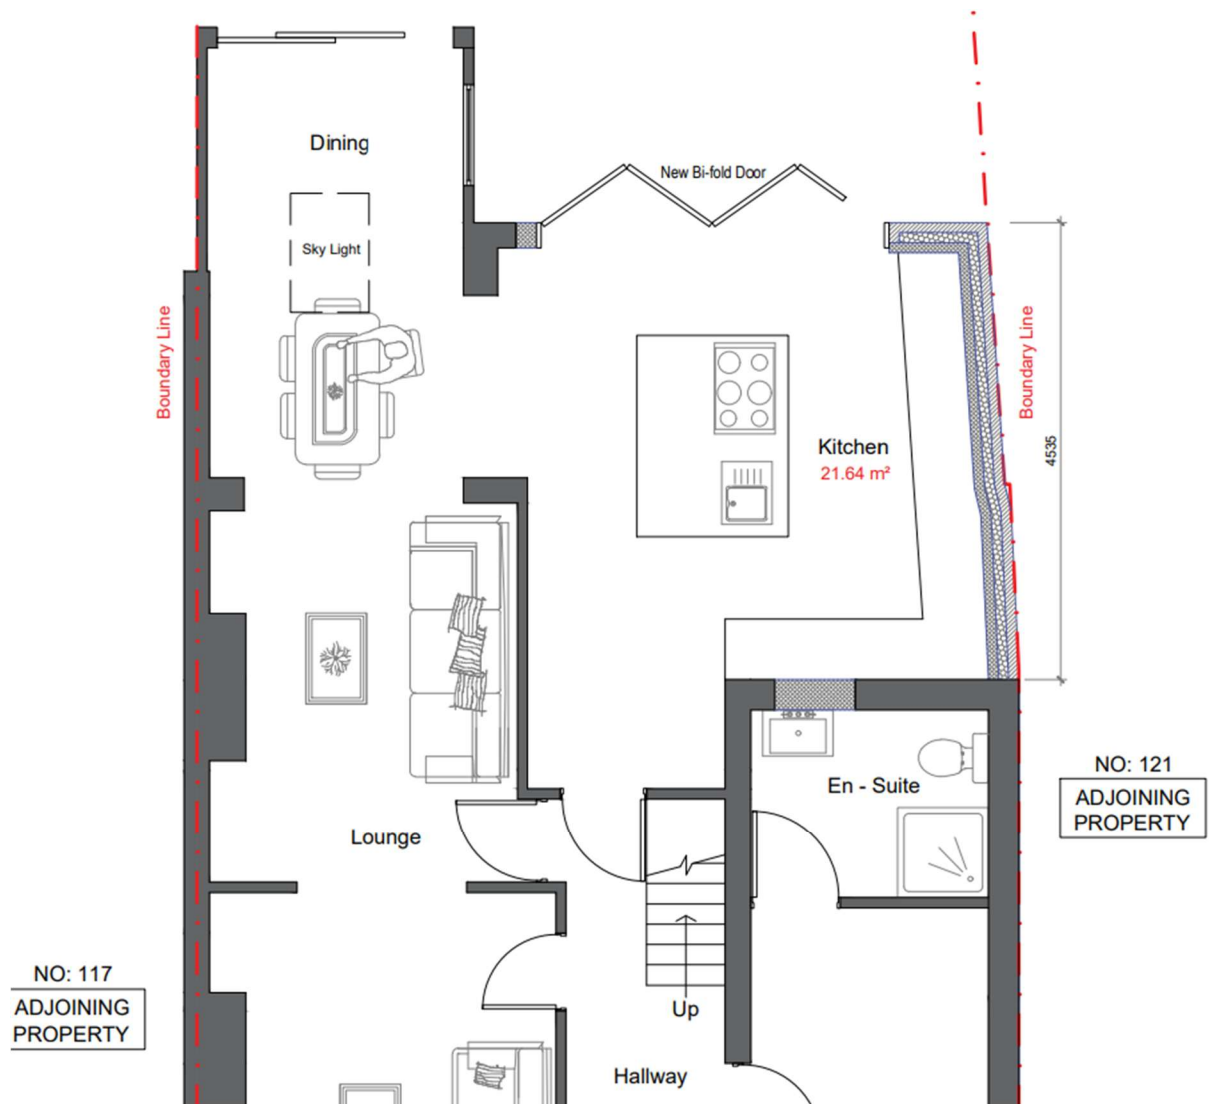 Dining
New Bi-fold Door
Sky Light
Boundary Line
Boundary Line
Kitchen
21.64 m²
4535
En - Suite
NO: 121
ADJOINING
PROPERTY
Lounge
NO: 117
ADJOINING
PROPERTY
Up
Hallway